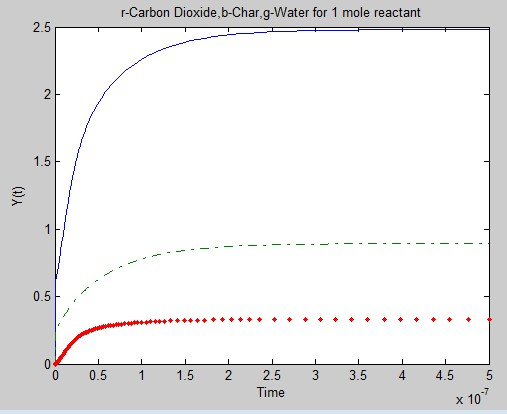 r-Carbon Dioxide,b-Char,g-Water for 1 mole reactant
2.5
2
1.5
1
0.5
0
Y(t)
0 0.5 1 1.5 2 2.5 3 3.5 4 4.5 5
Time
x 10^-7